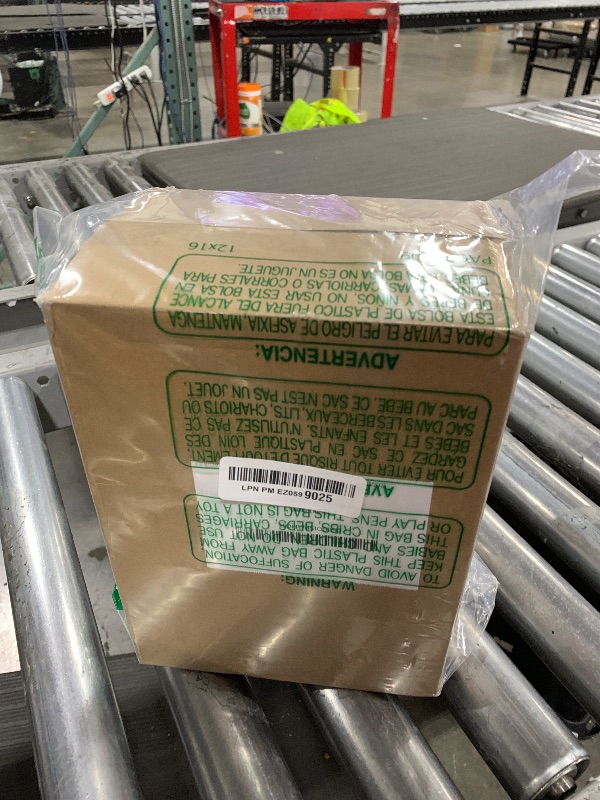 LPN PM EZ059 9025
WARNING:
TO AVOID DANGER OF SUFFOCATION,
KEEP THIS PLASTIC BAG AWAY FROM
BABIES AND NOT USE
THIS BAG IN CRIBS, CARRIAGES
OR PLAY PENS. THIS BAG IS NOT A TOY
POUR ÉVITER TOUT RISQUE
GARDEZ CE SAC EN PLASTIQUE LOIN DES
BÉBÉS ET LES ENFANTS. N'UTILISEZ PAS CE
SAC DANS LES BERCEAUX, LITS, CHARIOTS OU
PARC AU BEBE. CE SAC N'EST PAS UN JOUET.
ADVERTENCIA:
PARA EVITAR EL PELIGRO DE ASFIXIA, MANTENGA
ESTA BOLSA DE PLASTICO FUERA DEL ALCANCE
DE BEBES Y NINOS. NO USAR ESTA BOLSA EN
CAMAS, CARRIOLAS O CORRALES PARA
BOLSA NO ES UN JUGUETE.
12x16